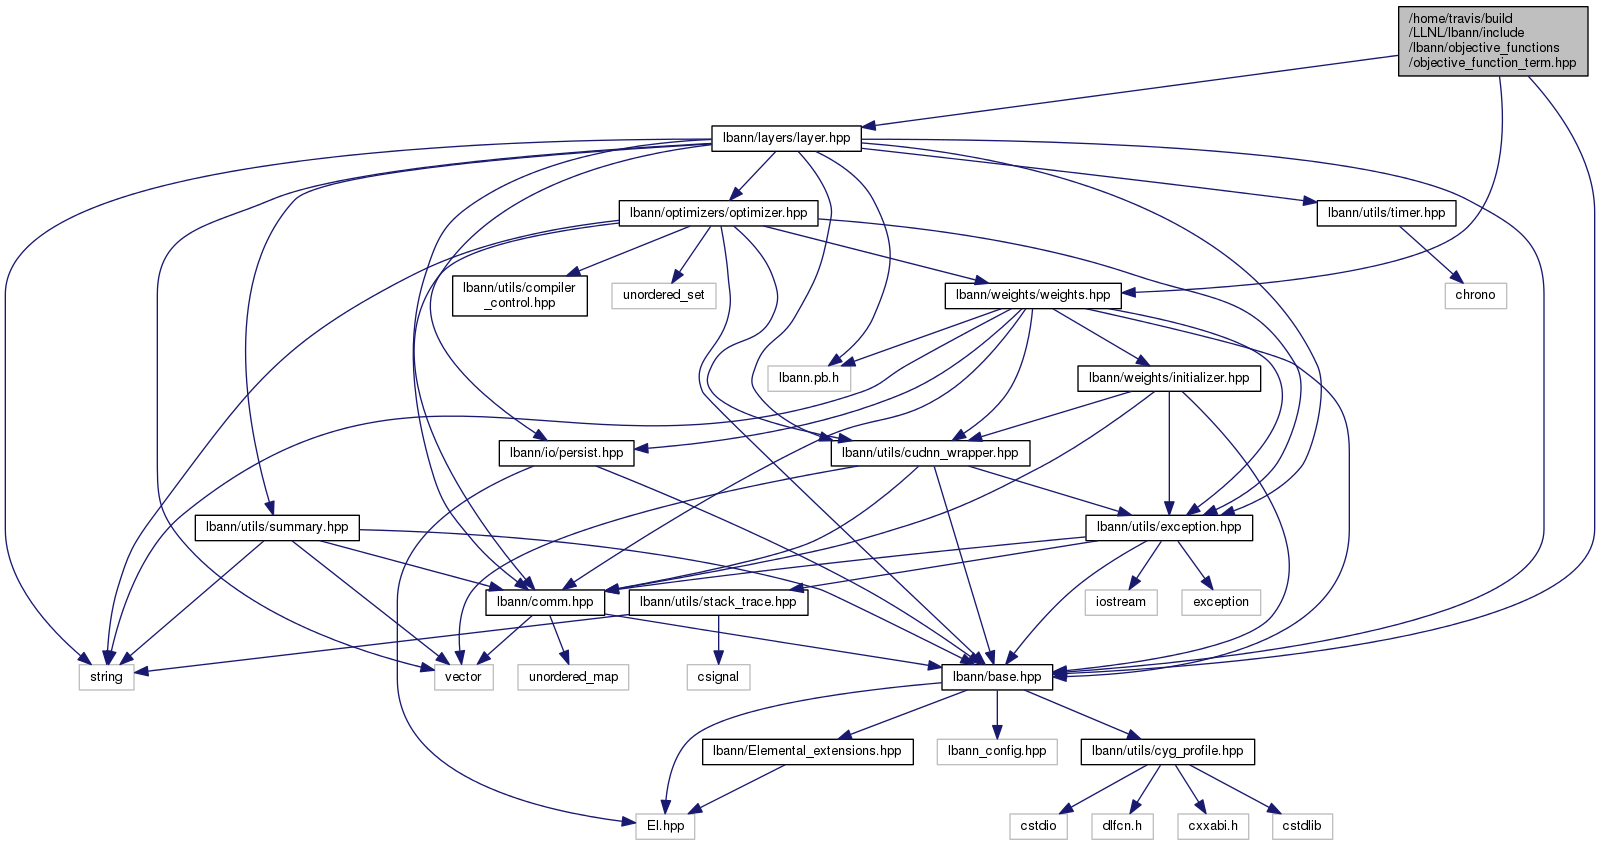 /home/travis/build
/LLNL/lbann/include
/lbann/objective_functions
/objective_function_term.hpp
lbann/layers/layer.hpp
lbann/optimizers/optimizer.hpp
lbann/utils/timer.hpp
lbann/utils/compiler
_control.hpp
unordered_set
lbann/weights/weights.hpp
chrono
lbann.pb.h
lbann/weights/initializer.hpp
lbann/io/persist.hpp
lbann/utils/cudnn_wrapper.hpp
lbann/utils/summary.hpp
lbann/utils/exception.hpp
lbann/comm.hpp
lbann/utils/stack_trace.hpp
iostream
exception
string
vector
unordered_map
csignal
lbann/base.hpp
lbann/Elemental_extensions.hpp
lbann_config.hpp
lbann/utils/cyg_profile.hpp
El.hpp
cstdio
dlfcn.h
cxxabi.h
cstdlib